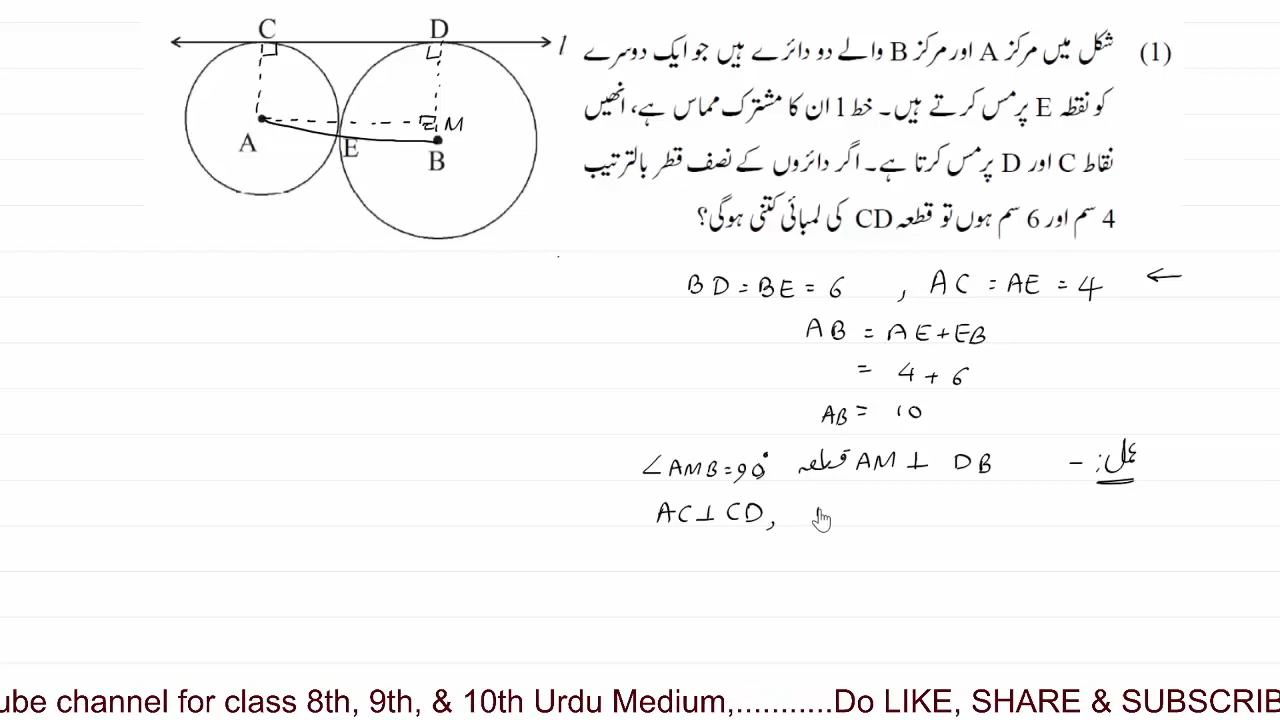 C D l
A E M B
(1) شکل میں مرکز A اور مرکز B والے دو دائرے ہیں جو ایک دوسرے
کو نقطہ E پر مس کرتے ہیں۔ خط l ان کا مشترک مماس ہے، انھیں
نقاط C اور D پر مس کرتا ہے۔ اگر دائروں کے نصف قطر بالترتیب
4 سم اور 6 سم ہوں تو قطعہ CD کی لمبائی کتنی ہوگی؟
BD = BE = 6 , AC = AE = 4 ←
AB = AE + EB
= 4 + 6
AB = 10
∠AMB = 90° قطعہ AM ⊥ DB - عمل:
AC ⊥ CD,
ube channel for class 8th, 9th, & 10th Urdu Medium,...........Do LIKE, SHARE & SUBSCRIB